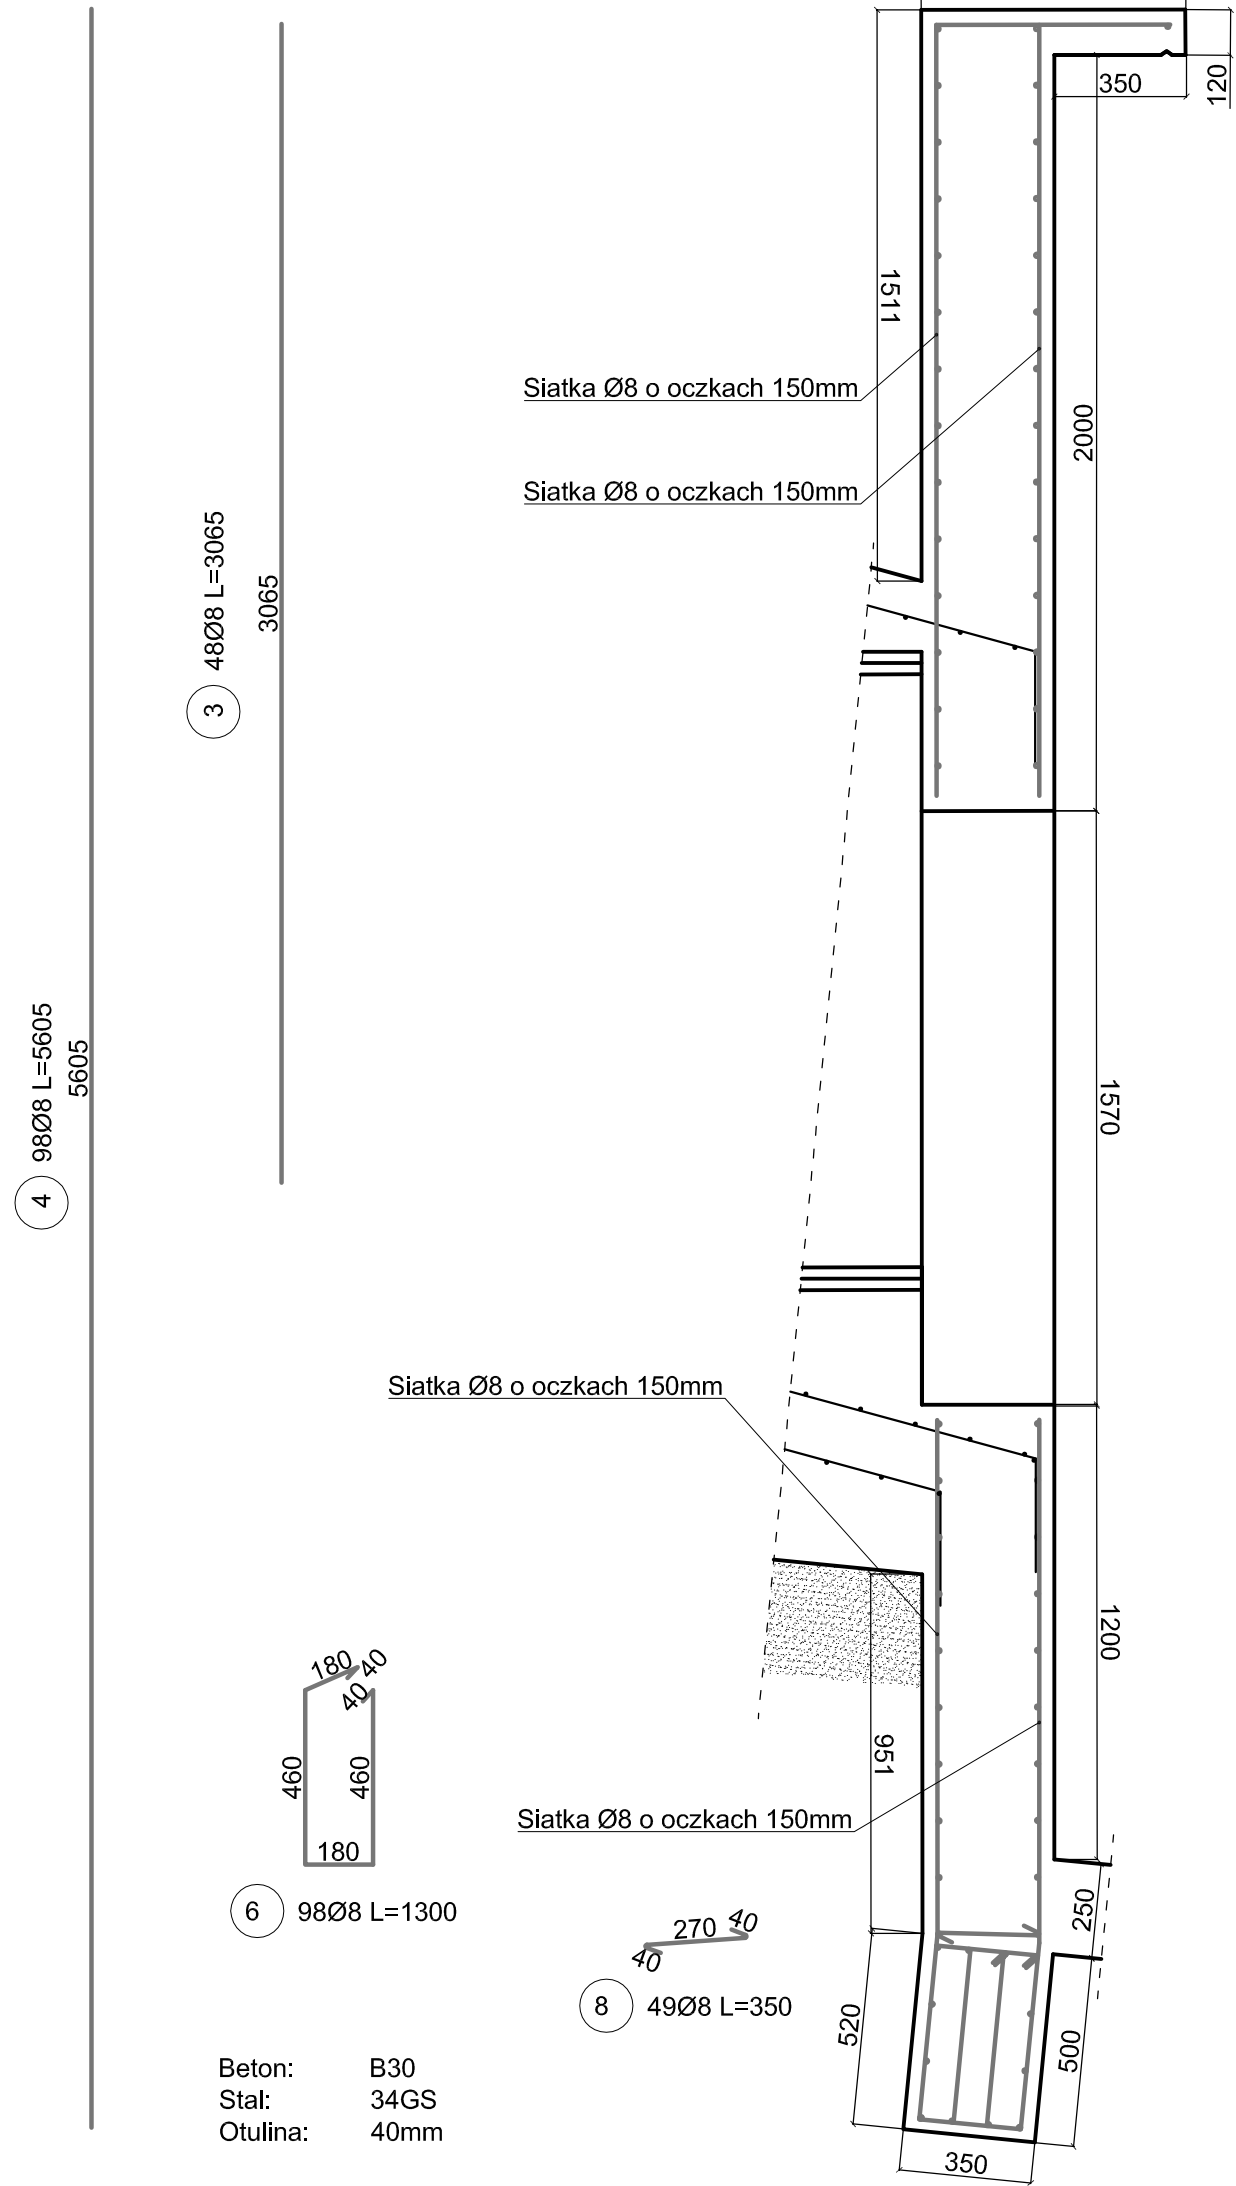 350
120
1511
2000
Siatka Ø8 o oczkach 150mm
Siatka Ø8 o oczkach 150mm
3 48Ø8 L=3065
3065
4 98Ø8 L=5605
5605
1570
Siatka Ø8 o oczkach 150mm
1200
180 40
40
460 460
180
6 98Ø8 L=1300
951
Siatka Ø8 o oczkach 150mm
250
270 40
40
8 49Ø8 L=350
520
500
350
Beton: B30
Stal: 34GS
Otulina: 40mm